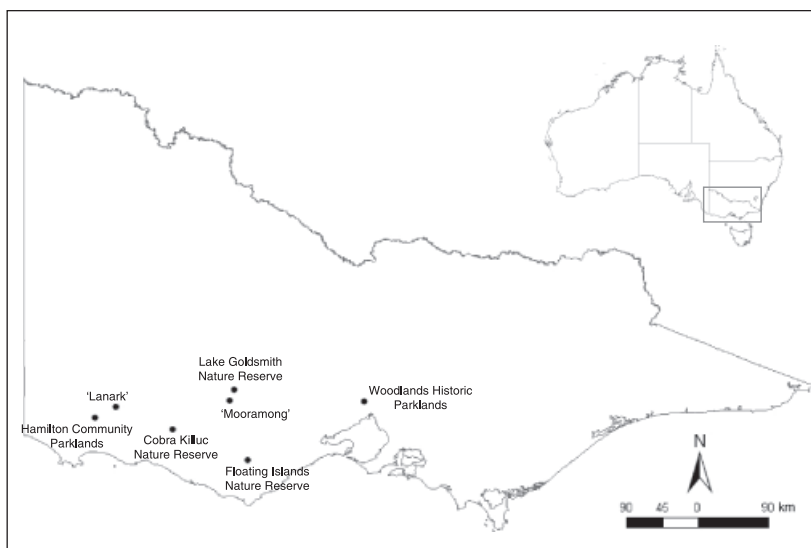 Lake Goldsmith
Nature Reserve
'Lanark'
Woodlands Historic
Parklands
'Mooramong'
Hamilton Community
Parklands
Cobra Killuc
Nature Reserve
Floating Islands
Nature Reserve
N
90 45 0 90 km